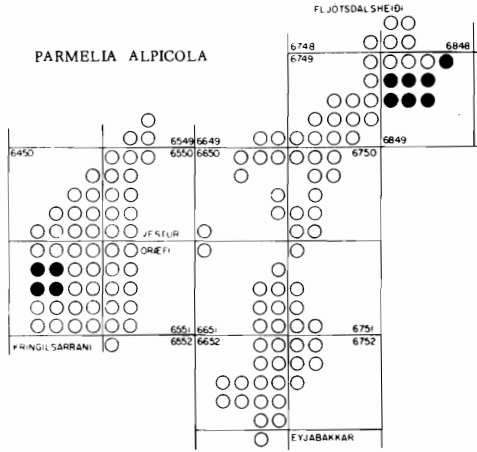 FLJÓTSDALSHEIÐI
PARMELIA ALPICOLA
6748 6848
6749
6549 6649
6450 6550 6650 6750 6849
VESTUR
ÖRÆFI
6551 6651 6751
KRINGILSÁRRANI 6552 6652 6752
EYJABAKKAR